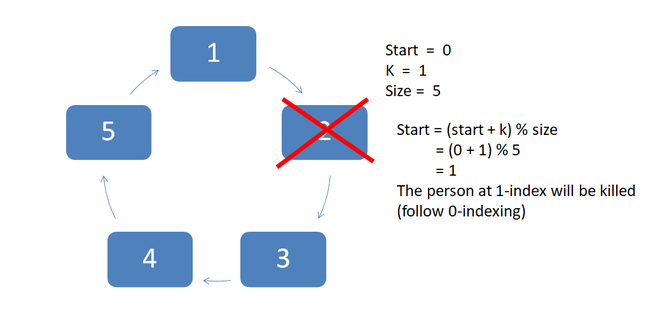 1
Start = 0
K = 1
Size = 5
5
2
Start = (start + k) % size
= (0 + 1) % 5
= 1
The person at 1-index will be killed
(follow 0-indexing)
4
3